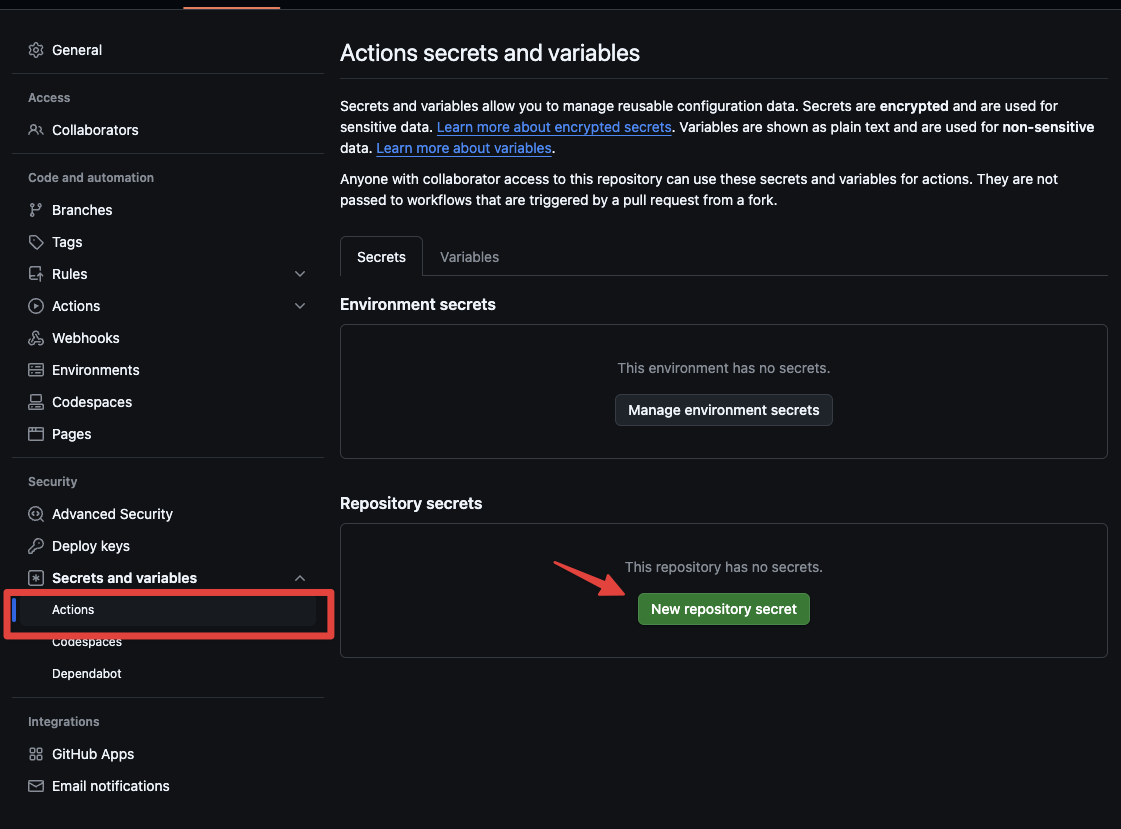 General
Access
Collaborators
Code and automation
Branches
Tags
Rules
Actions
Webhooks
Environments
Codespaces
Pages
Security
Advanced Security
Deploy keys
Secrets and variables
Actions
Codespaces
Dependabot
Integrations
GitHub Apps
Email notifications
Actions secrets and variables
Secrets and variables allow you to manage reusable configuration data. Secrets are encrypted and are used for
sensitive data. Learn more about encrypted secrets. Variables are shown as plain text and are used for non-sensitive
data. Learn more about variables.
Anyone with collaborator access to this repository can use these secrets and variables for actions. They are not
passed to workflows that are triggered by a pull request from a fork.
Secrets
Variables
Environment secrets
This environment has no secrets.
Manage environment secrets
Repository secrets
This repository has no secrets.
New repository secret